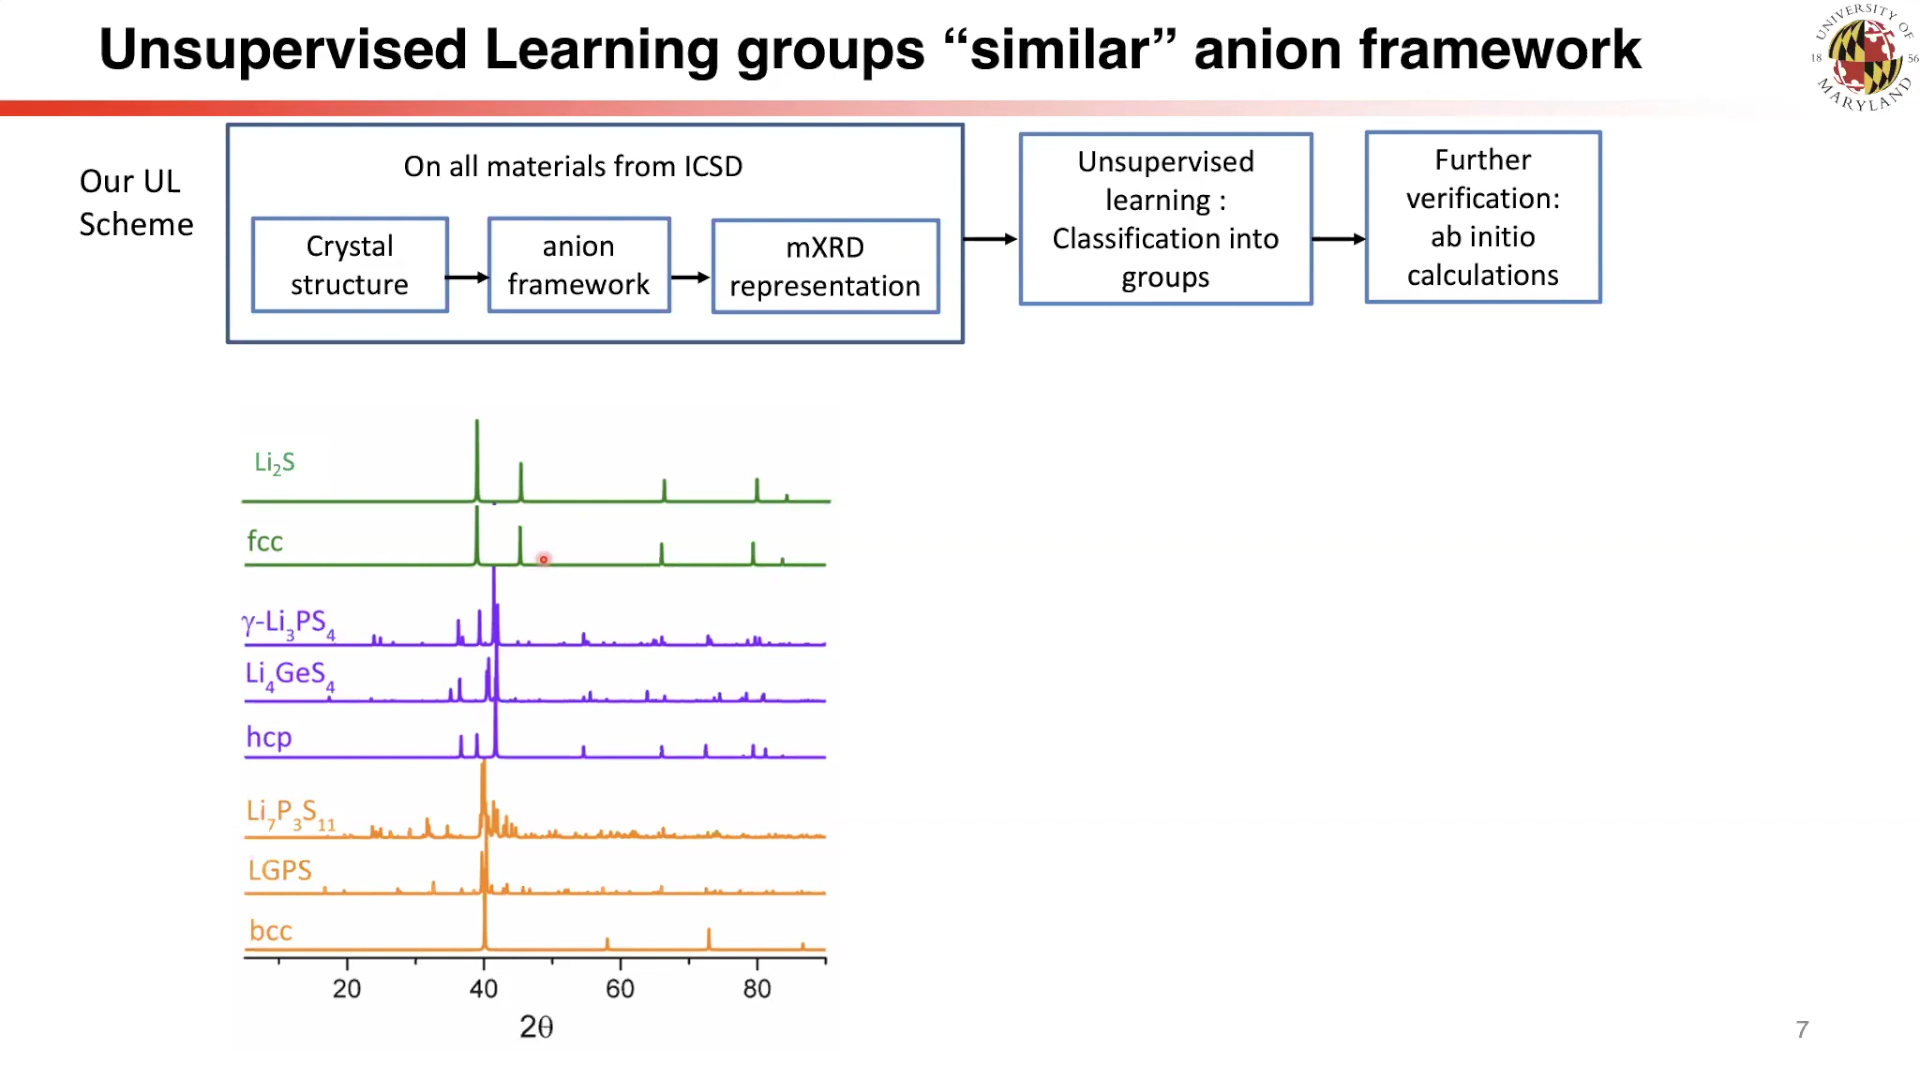 Unsupervised Learning groups “similar” anion framework
UNIVERSITY OF
18 56
MARYLAND
Our UL
Scheme
On all materials from ICSD
Crystal
structure
anion
framework
mXRD
representation
Unsupervised
learning :
Classification into
groups
Further
verification:
ab initio
calculations
Li₂S
fcc
γ-Li₃PS₄
Li₄GeS₄
hcp
Li₇P₃S₁₁
LGPS
bcc
20 40 60 80
2θ
7